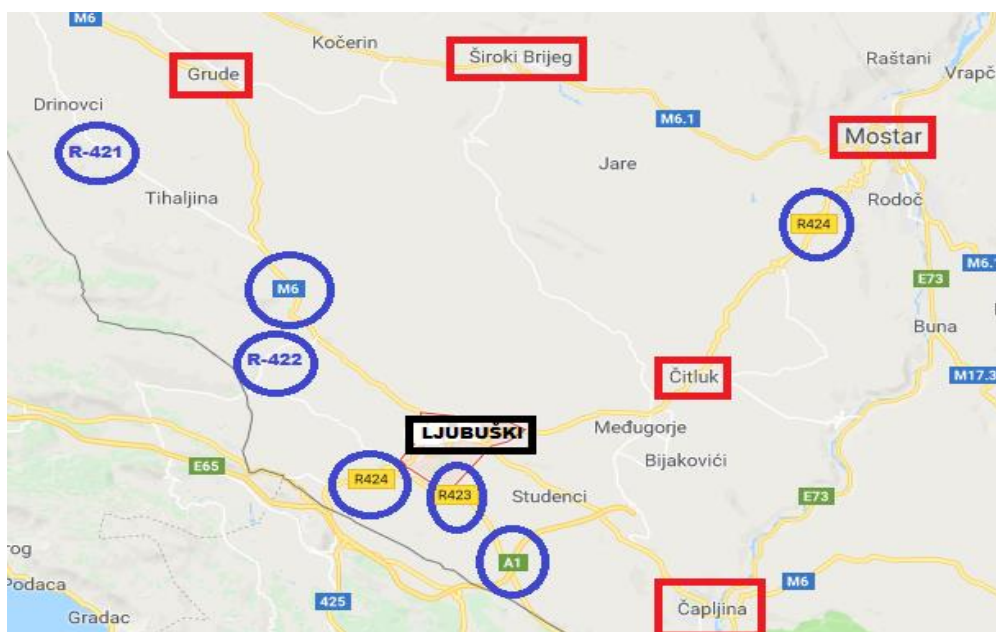 M6
Kočerin
Široki Brijeg
Grude
Raštani
Vrapč
Drinovci
M6.1
Mostar
R-421
Jare
Tihaljina
Rodoč
R424
M6.1
E73
M6
Buna
R-422
Čitluk
M17.3
LJUBUŠKI
Međugorje
Bijakovići
E65
R424
R423
Studenci
E73
rog
A1
Podaca
M6
425
Čapljina
Gradac